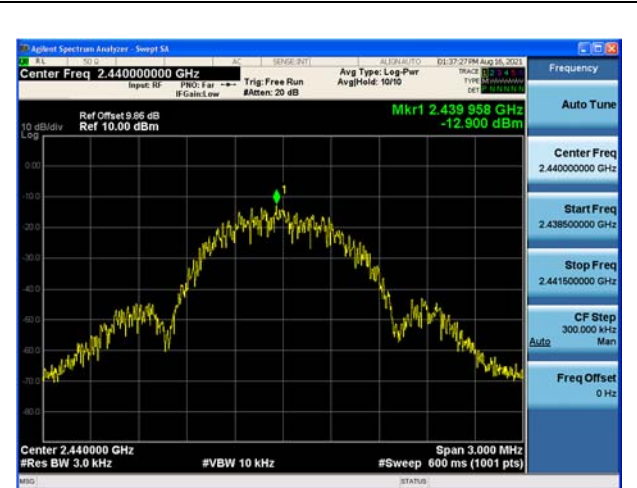 Agilent Spectrum Analyzer - Swept SA
RL 50 Ω AC SENSE:INT ALIGN AUTO 01:37:27 PM Aug 16, 2021
Center Freq 2.440000000 GHz
Input: RF PNO: Far Trig: Free Run Avg Type: Log-Pwr TRACE 1 2 3 4 5 6
IFGain:Low #Atten: 20 dB Avg|Hold: 10/10 TYPE
DET P N N N N N
Frequency
Auto Tune
Ref Offset 9.86 dB Mkr1 2.439 958 GHz
10 dB/div Ref 10.00 dBm -12.900 dBm
Log
1
0.00
-10.0
-20.0
-30.0
-40.0
-50.0
-60.0
-70.0
-80.0
Center Freq
2.440000000 GHz
Start Freq
2.438500000 GHz
Stop Freq
2.441500000 GHz
CF Step
300.000 kHz
Auto Man
Freq Offset
0 Hz
Center 2.440000 GHz Span 3.000 MHz
#Res BW 3.0 kHz #VBW 10 kHz #Sweep 600 ms (1001 pts)
MSG STATUS